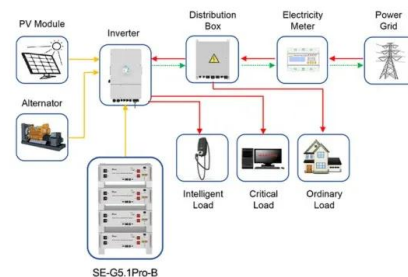 PV Module
Inverter
Distribution
Box
Electricity
Meter
Power
Grid
Alternator
Intelligent
Load
Critical
Load
Ordinary
Load
SE-G5.1Pro-B